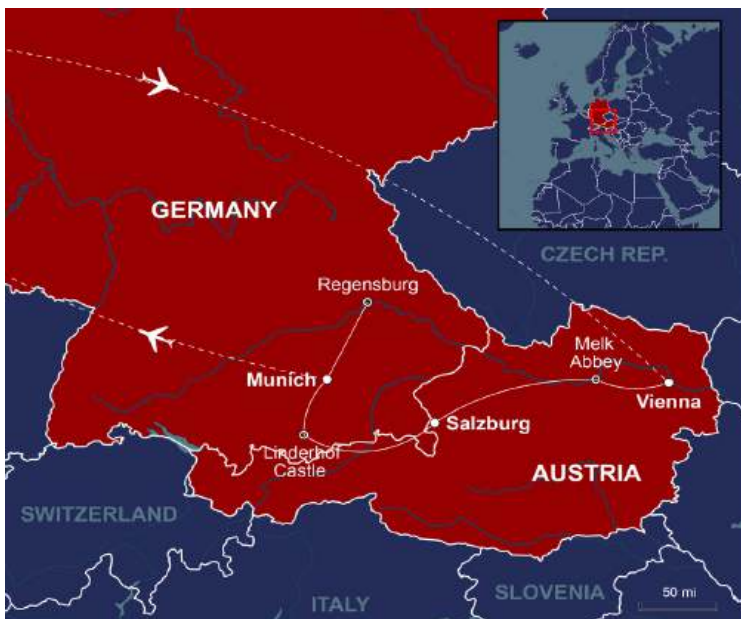 GERMANY
CZECH REP.
Regensburg
Melk
Abbey
Munich
Vienna
Salzburg
Linderhof
Castle
AUSTRIA
SWITZERLAND
SLOVENIA
ITALY
50 mi